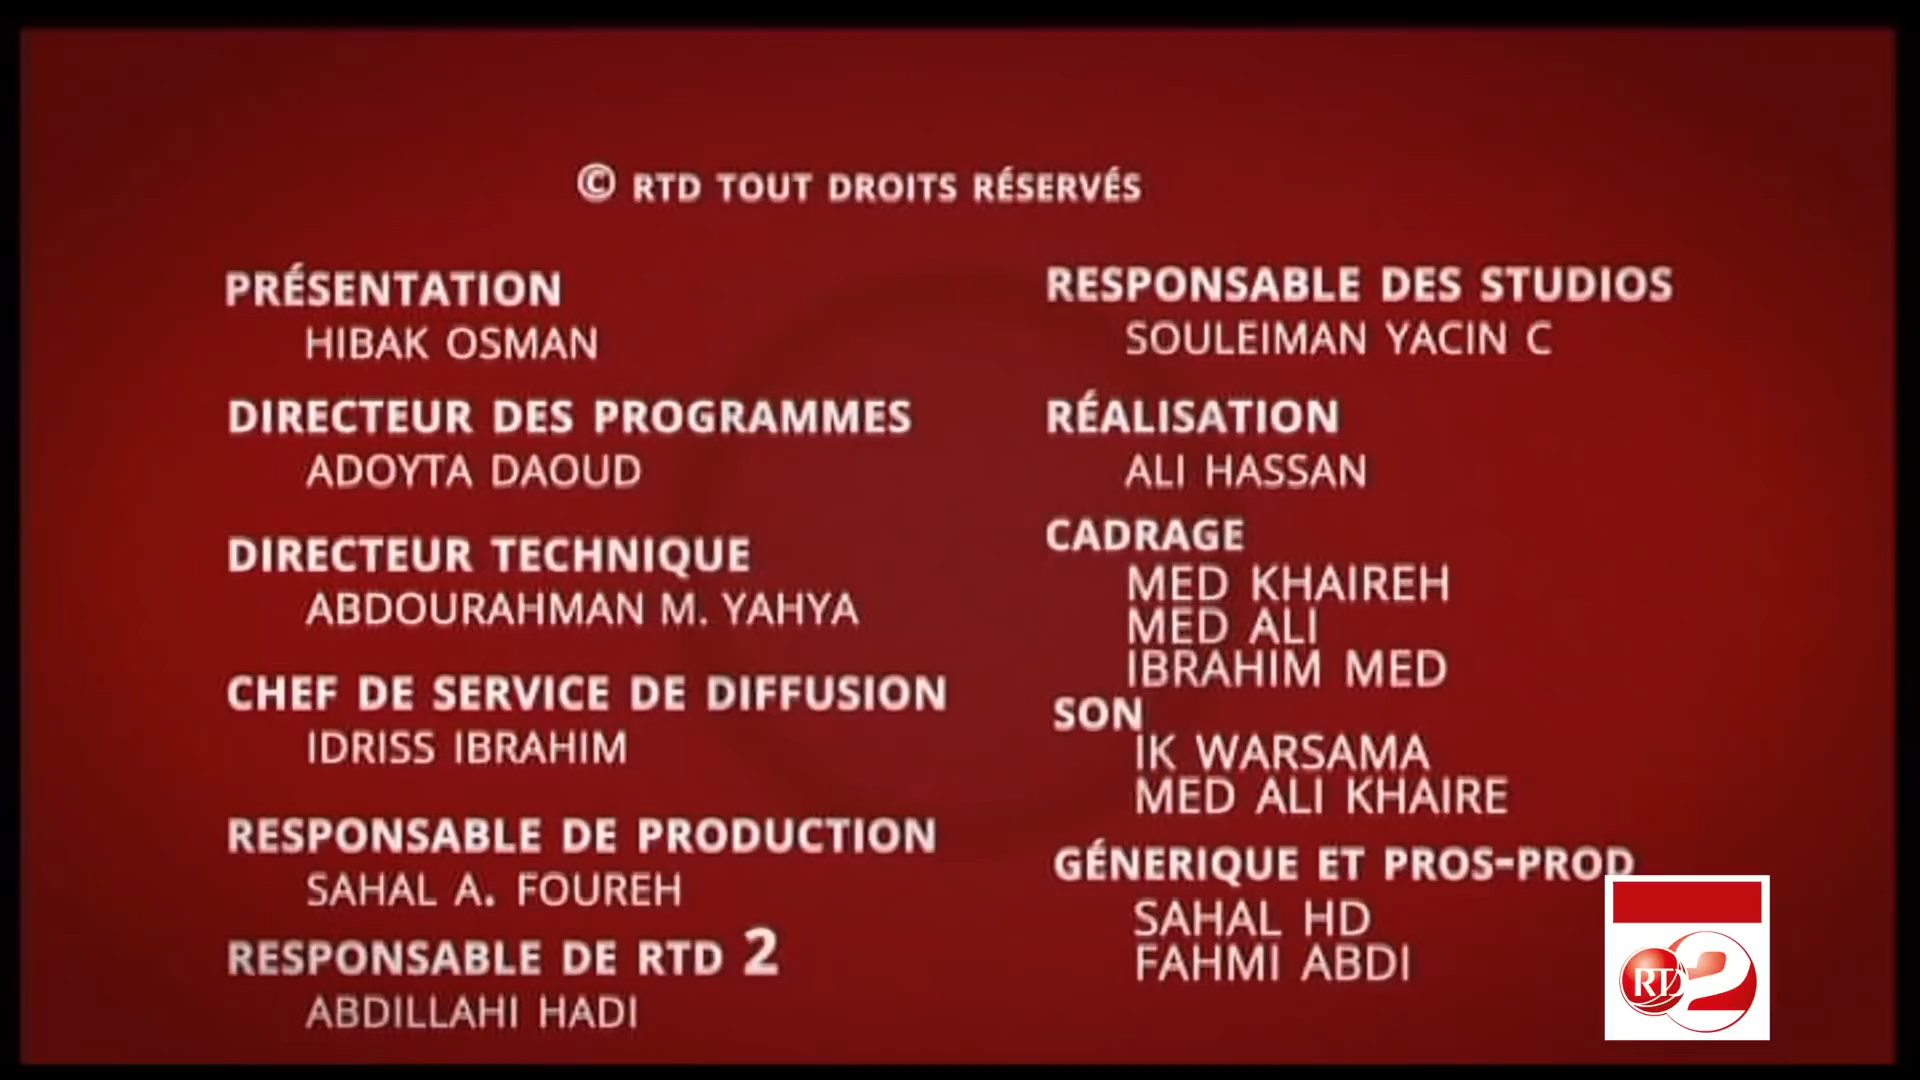 © RTD TOUT DROITS RÉSERVÉS
PRÉSENTATION
HIBAK OSMAN
DIRECTEUR DES PROGRAMMES
ADOYTA DAOUD
DIRECTEUR TECHNIQUE
ABDOURAHMAN M. YAHYA
CHEF DE SERVICE DE DIFFUSION
IDRISS IBRAHIM
RESPONSABLE DE PRODUCTION
SAHAL A. FOUREH
RESPONSABLE DE RTD 2
ABDILLAHI HADI
RESPONSABLE DES STUDIOS
SOULEIMAN YACIN C
RÉALISATION
ALI HASSAN
CADRAGE
MED KHAIREH
MED ALI
IBRAHIM MED
SON
IK WARSAMA
MED ALI KHAIRE
GÉNERIQUE ET PROS-PROD
SAHAL HD
FAHMI ABDI
RTD 2